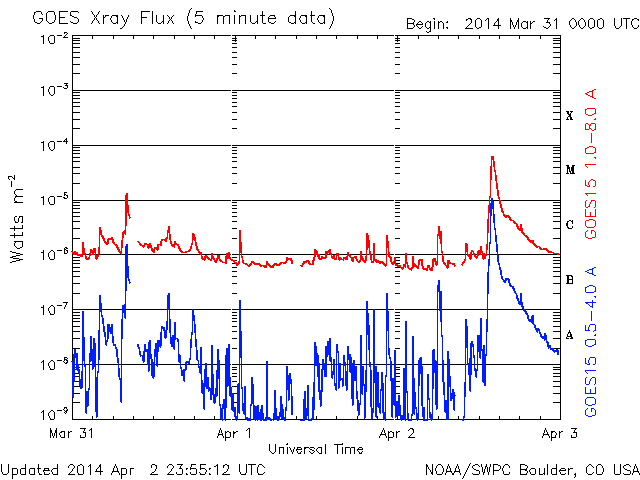 GOES Xray Flux (5 minute data)
Begin: 2014 Mar 31 0000 UTC
10-2
10-3
10-4
10-5
10-6
10-7
10-8
10-9
Watts m-2
X
M
C
B
A
GOES15 1.0-8.0 A
GOES15 0.5-4.0 A
Mar 31
Apr 1
Apr 2
Apr 3
Universal Time
Updated 2014 Apr 2 23:55:12 UTC
NOAA/SWPC Boulder, CO USA